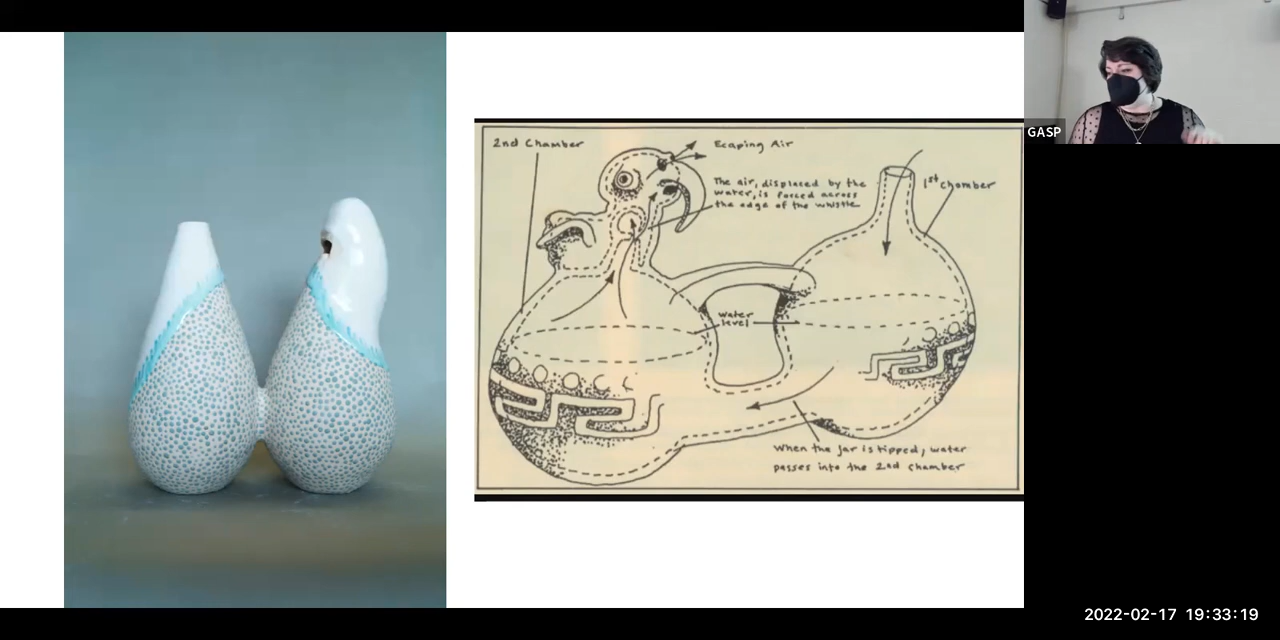 2nd Chamber
Ecaping Air
The air, displaced by the
water, is forced across
the edge of the whistle
1st chamber
water
level
When the jar is tipped, water
passes into the 2nd chamber
GASP
2022-02-17 19:33:19